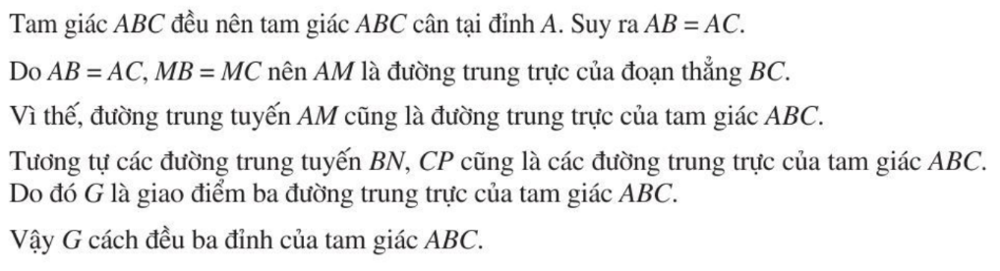 Tam giác ABC đều nên tam giác ABC cân tại đỉnh A. Suy ra AB = AC.
Do AB = AC, MB = MC nên AM là đường trung trực của đoạn thẳng BC.
Vì thế, đường trung tuyến AM cũng là đường trung trực của tam giác ABC.
Tương tự các đường trung tuyến BN, CP cũng là các đường trung trực của tam giác ABC.
Do đó G là giao điểm ba đường trung trực của tam giác ABC.
Vậy G cách đều ba đỉnh của tam giác ABC.